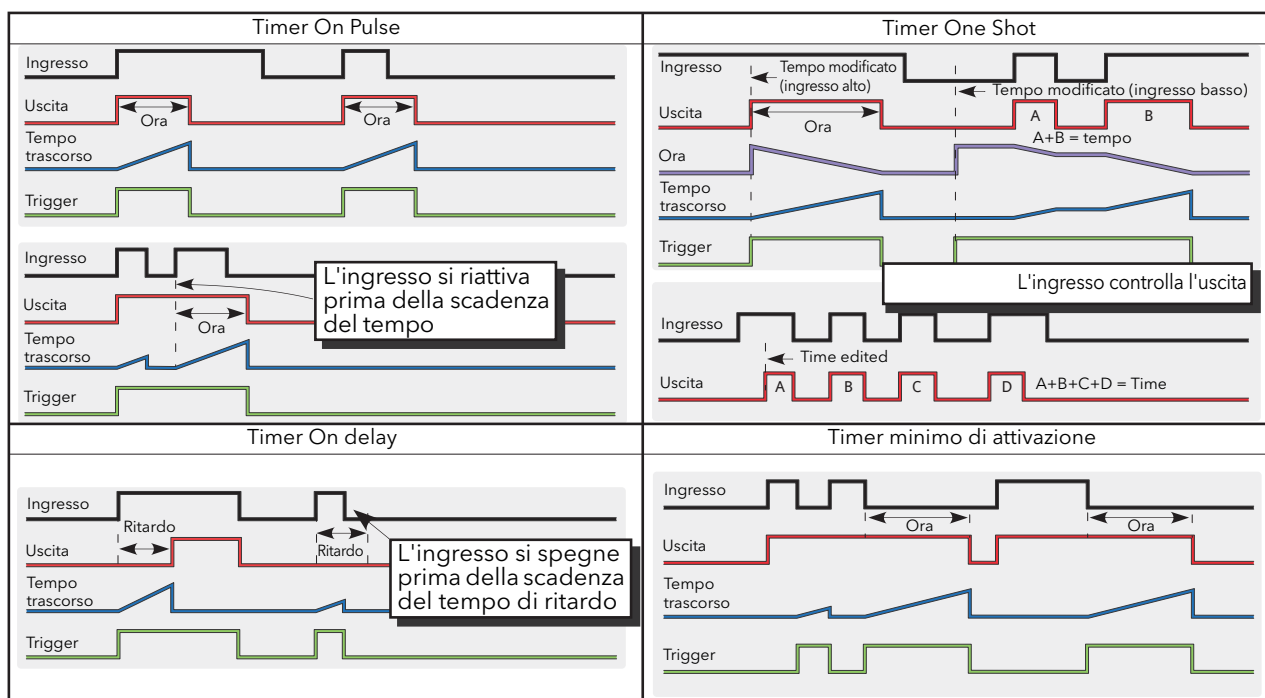 Timer On Pulse
Ingresso
Uscita
Ora
Ora
Tempo
trascorso
Trigger
Ingresso
L'ingresso si riattiva
prima della scadenza
del tempo
Uscita
Ora
Tempo
trascorso
Trigger
Timer One Shot
Ingresso
Tempo modificato
(ingresso alto)
Tempo modificato (ingresso basso)
Uscita
Ora
A
B
A+B = tempo
Ora
Tempo
trascorso
Trigger
L'ingresso controlla l'uscita
Ingresso
Time edited
Uscita
A
B
C
D
A+B+C+D = Time
Timer On delay
Ingresso
Ritardo
Uscita
Ritardo
L'ingresso si spegne
prima della scadenza
del tempo di ritardo
Tempo
trascorso
Trigger
Timer minimo di attivazione
Ingresso
Ora
Ora
Uscita
Tempo
trascorso
Trigger